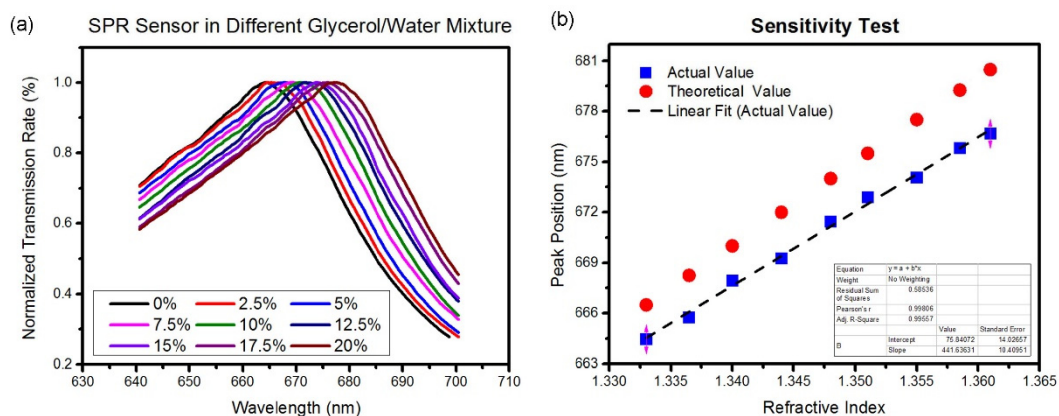 (a)
SPR Sensor in Different Glycerol/Water Mixture
Normalized Transmission Rate (%)
1.0
0.8
0.6
0.4
0.2
0% 2.5% 5%
7.5% 10% 12.5%
15% 17.5% 20%
630 640 650 660 670 680 690 700 710
Wavelength (nm)
(b)
Sensitivity Test
Peak Position (nm)
681
678
675
672
669
666
663
Actual Value
Theoretical Value
Linear Fit (Actual Value)
Equation y = a + b*x
Weight No Weighting
Residual Sum
of Squares 0.58536
Pearson's r 0.99806
Adj. R-Square 0.99557
Value Standard Error
B Intercept 75.84072 14.02657
Slope 441.63631 10.40951
1.330 1.335 1.340 1.345 1.350 1.355 1.360 1.365
Refractive Index